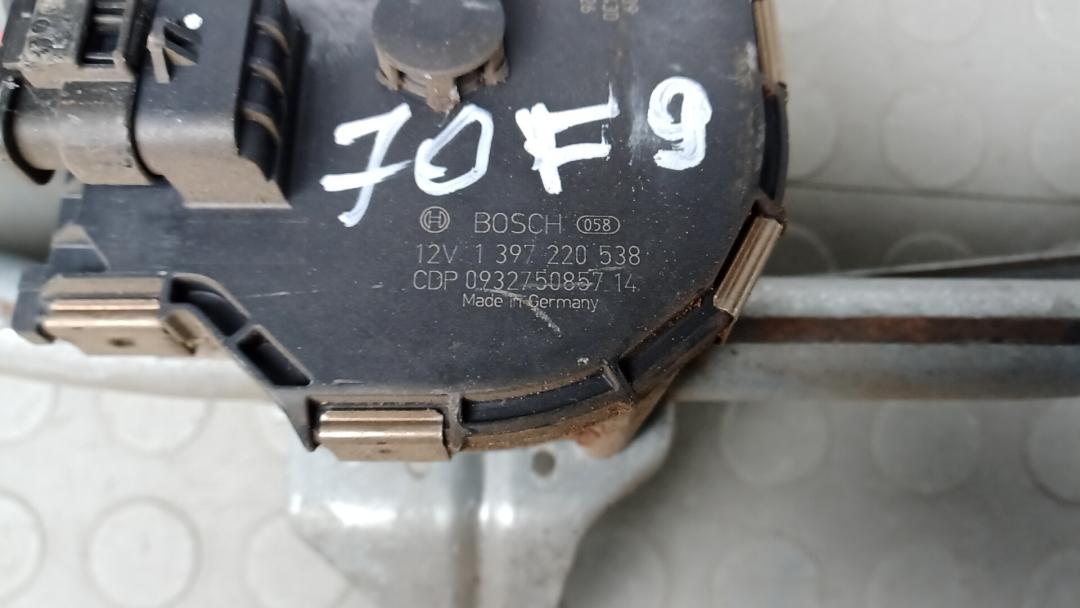 70F9
BOSCH 058
12V 1 397 220 538
CDP 0932750857 14
Made in Germany